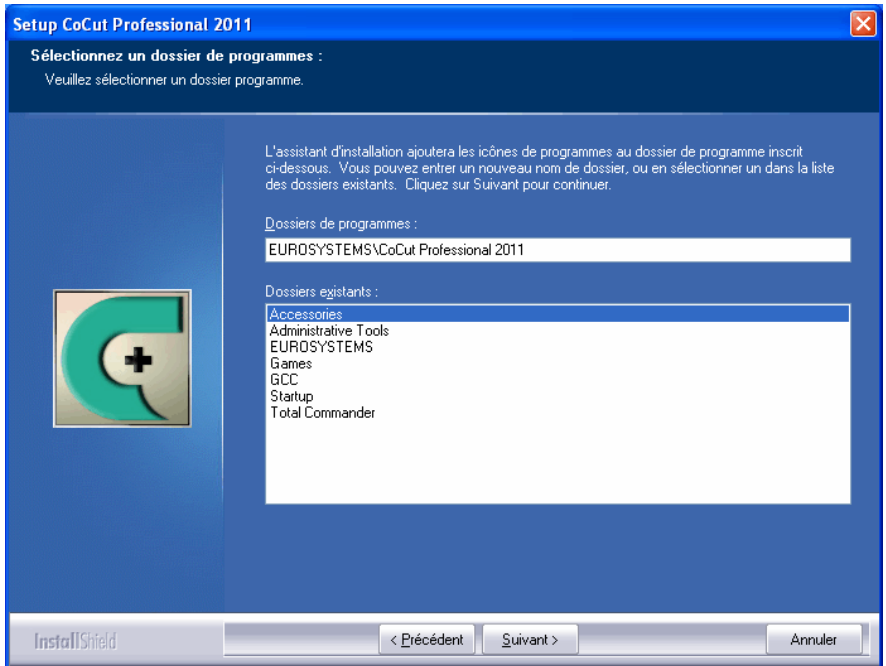 Setup CoCut Professional 2011
Sélectionnez un dossier de programmes :
Veuillez sélectionner un dossier programme.
L'assistant d'installation ajoutera les icônes de programmes au dossier de programme inscrit
ci-dessous. Vous pouvez entrer un nouveau nom de dossier, ou en sélectionner un dans la liste
des dossiers existants. Cliquez sur Suivant pour continuer.
Dossiers de programmes :
EUROSYSTEMS\CoCut Professional 2011
Dossiers existants :
Accessories
Administrative Tools
EUROSYSTEMS
Games
GCC
Startup
Total Commander
InstallShield
< Précédent
Suivant >
Annuler